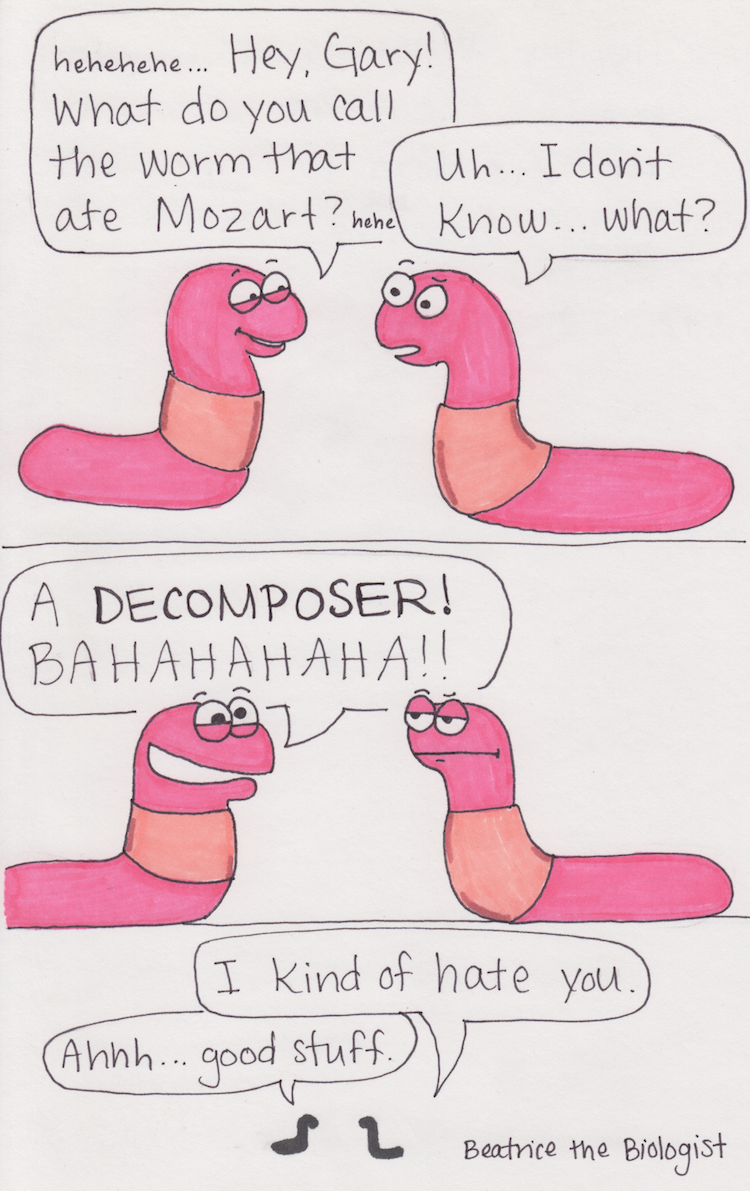 hehehehe... Hey, Gary!
What do you call
the worm that
ate Mozart? hehe
Uh... I don't
Know... what?
A DECOMPOSER!
BAHAHAHAHA!!
I kind of hate you.
Ahhh... good stuff.
Beatrice the Biologist